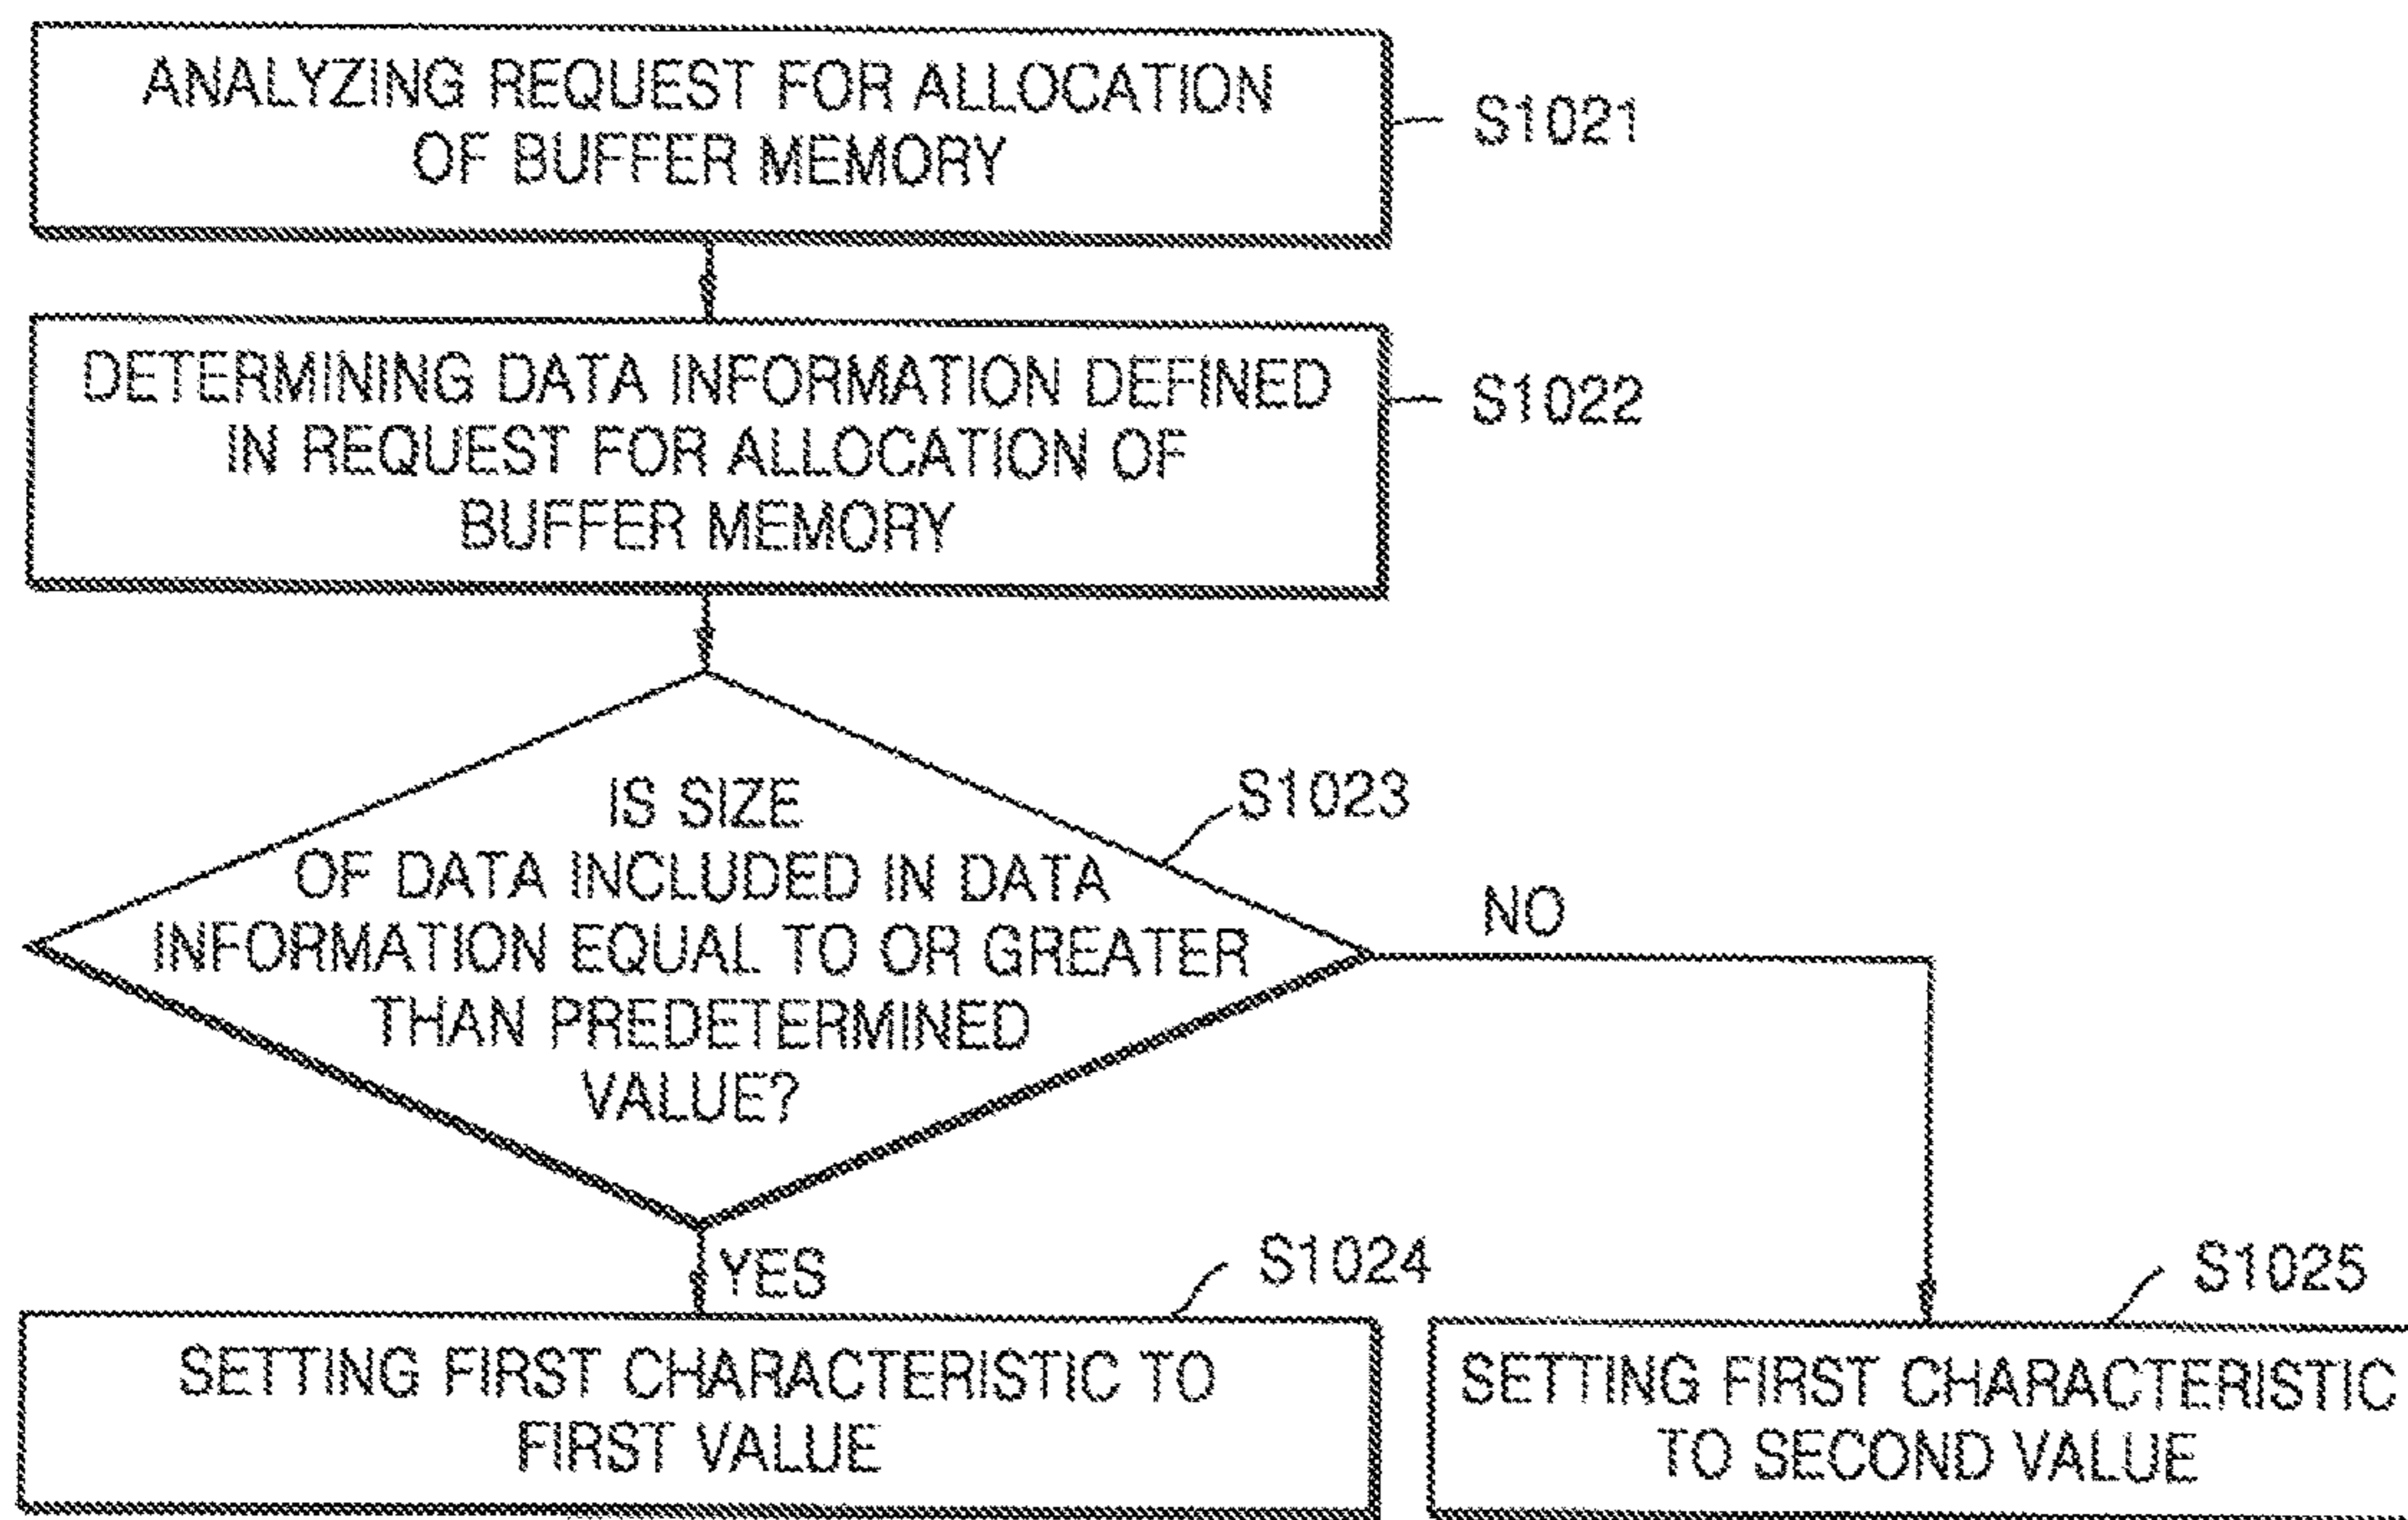 ANALYZING REQUEST FOR ALLOCATION
OF BUFFER MEMORY
S1021
DETERMINING DATA INFORMATION DEFINED
IN REQUEST FOR ALLOCATION OF
BUFFER MEMORY
S1022
IS SIZE
OF DATA INCLUDED IN DATA
INFORMATION EQUAL TO OR GREATER
THAN PREDETERMINED
VALUE?
S1023
NO
YES
S1024
SETTING FIRST CHARACTERISTIC TO
FIRST VALUE
S1025
SETTING FIRST CHARACTERISTIC
TO SECOND VALUE